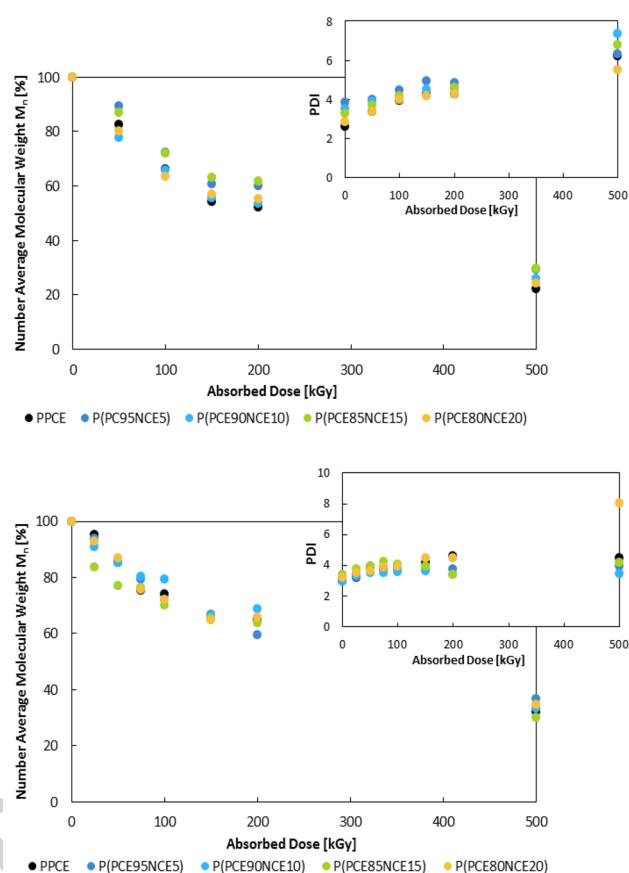 8
6
4
2
0
PDI
0 100 200 300 400 500
Absorbed Dose [kGy]
100
80
60
40
20
0
Number Average Molecular Weight Mn [%]
0 100 200 300 400 500
Absorbed Dose [kGy]
PPCE P(PC95NCE5) P(PCE90NCE10) P(PCE85NCE15) P(PCE80NCE20)
10
8
6
4
2
0
PDI
0 100 200 300 400 500
Absorbed Dose [kGy]
100
80
60
40
20
0
Number Average Molecular Weight Mn [%]
0 100 200 300 400 500
Absorbed Dose [kGy]
PPCE P(PCE95NCE5) P(PCE90NCE10) P(PCE85NCE15) P(PCE80NCE20)